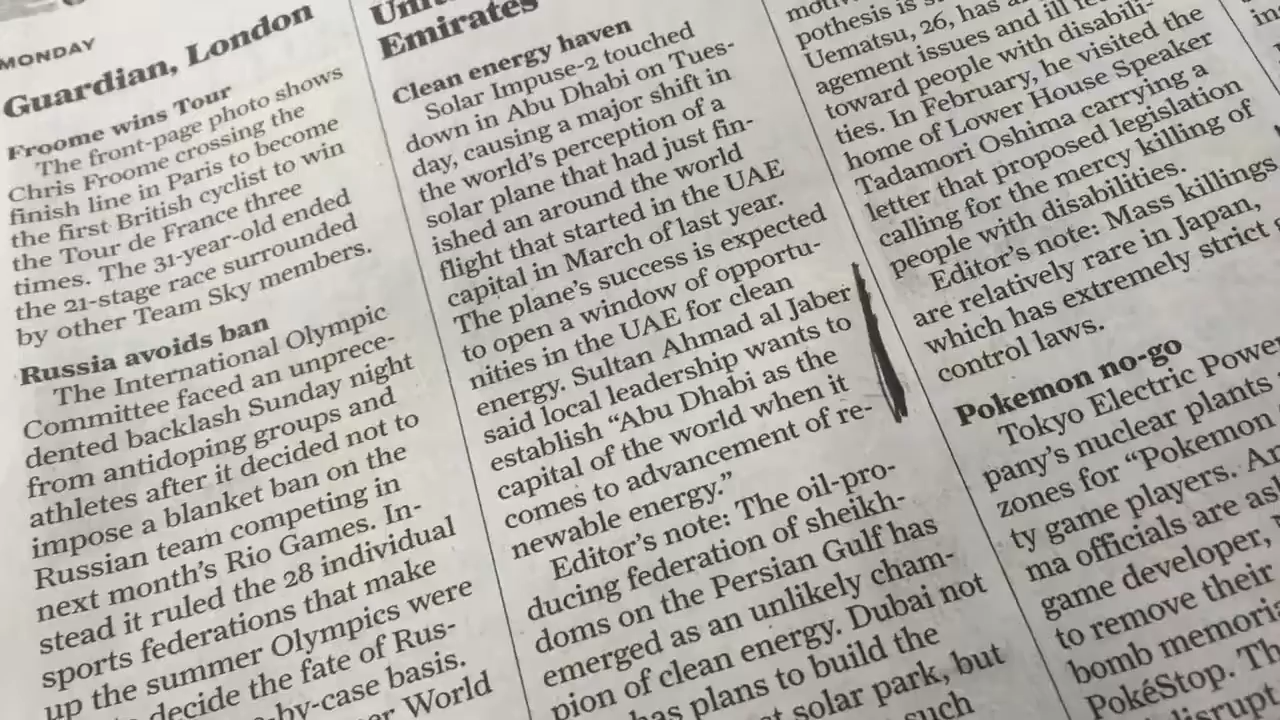 MONDAY
Guardian, London
Froome wins Tour
The front-page photo shows
Chris Froome crossing the
finish line in Paris to become
the first British cyclist to win
the Tour de France three
times. The 31-year-old ended
the 21-stage race surrounded
by other Team Sky members.
Russia avoids ban
The International Olympic
Committee faced an unprece-
dented backlash Sunday night
from antidoping groups and
athletes after it decided not to
impose a blanket ban on the
Russian team competing in
next month's Rio Games. In-
stead it ruled the 28 individual
sports federations that make
up the summer Olympics were
decide the fate of Rus-
-by-case basis.
World
Emirates
Clean energy haven
Solar Impuse-2 touched
down in Abu Dhabi on Tues-
day, causing a major shift in
the world's perception of a
solar plane that had just fin-
ished an around the world
flight that started in the UAE
capital in March of last year.
The plane's success is expected
to open a window of opportu-
nities in the UAE for clean
energy. Sultan Ahmad al Jaber
said local leadership wants to
establish “Abu Dhabi as the
capital of the world when it
comes to advancement of re-
newable energy.”
Editor's note: The oil-pro-
ducing federation of sheikh-
doms on the Persian Gulf has
emerged as an unlikely cham-
pion of clean energy. Dubai not
has plans to build the
solar park, but
such
pothesis is
Uematsu, 26, has
agement issues and ill
toward people with disabili-
ties. In February, he visited the
home of Lower House Speaker
Tadamori Oshima carrying a
letter that proposed legislation
calling for the mercy killing of
people with disabilities.
Editor's note: Mass killings
are relatively rare in Japan,
which has extremely strict
control laws.
Pokemon no-go
Tokyo Electric Power
pany's nuclear plants
zones for “Pokemon
ty game players. 
ma officials are
game developer,
to remove their
bomb
PokéStop.
disrupt